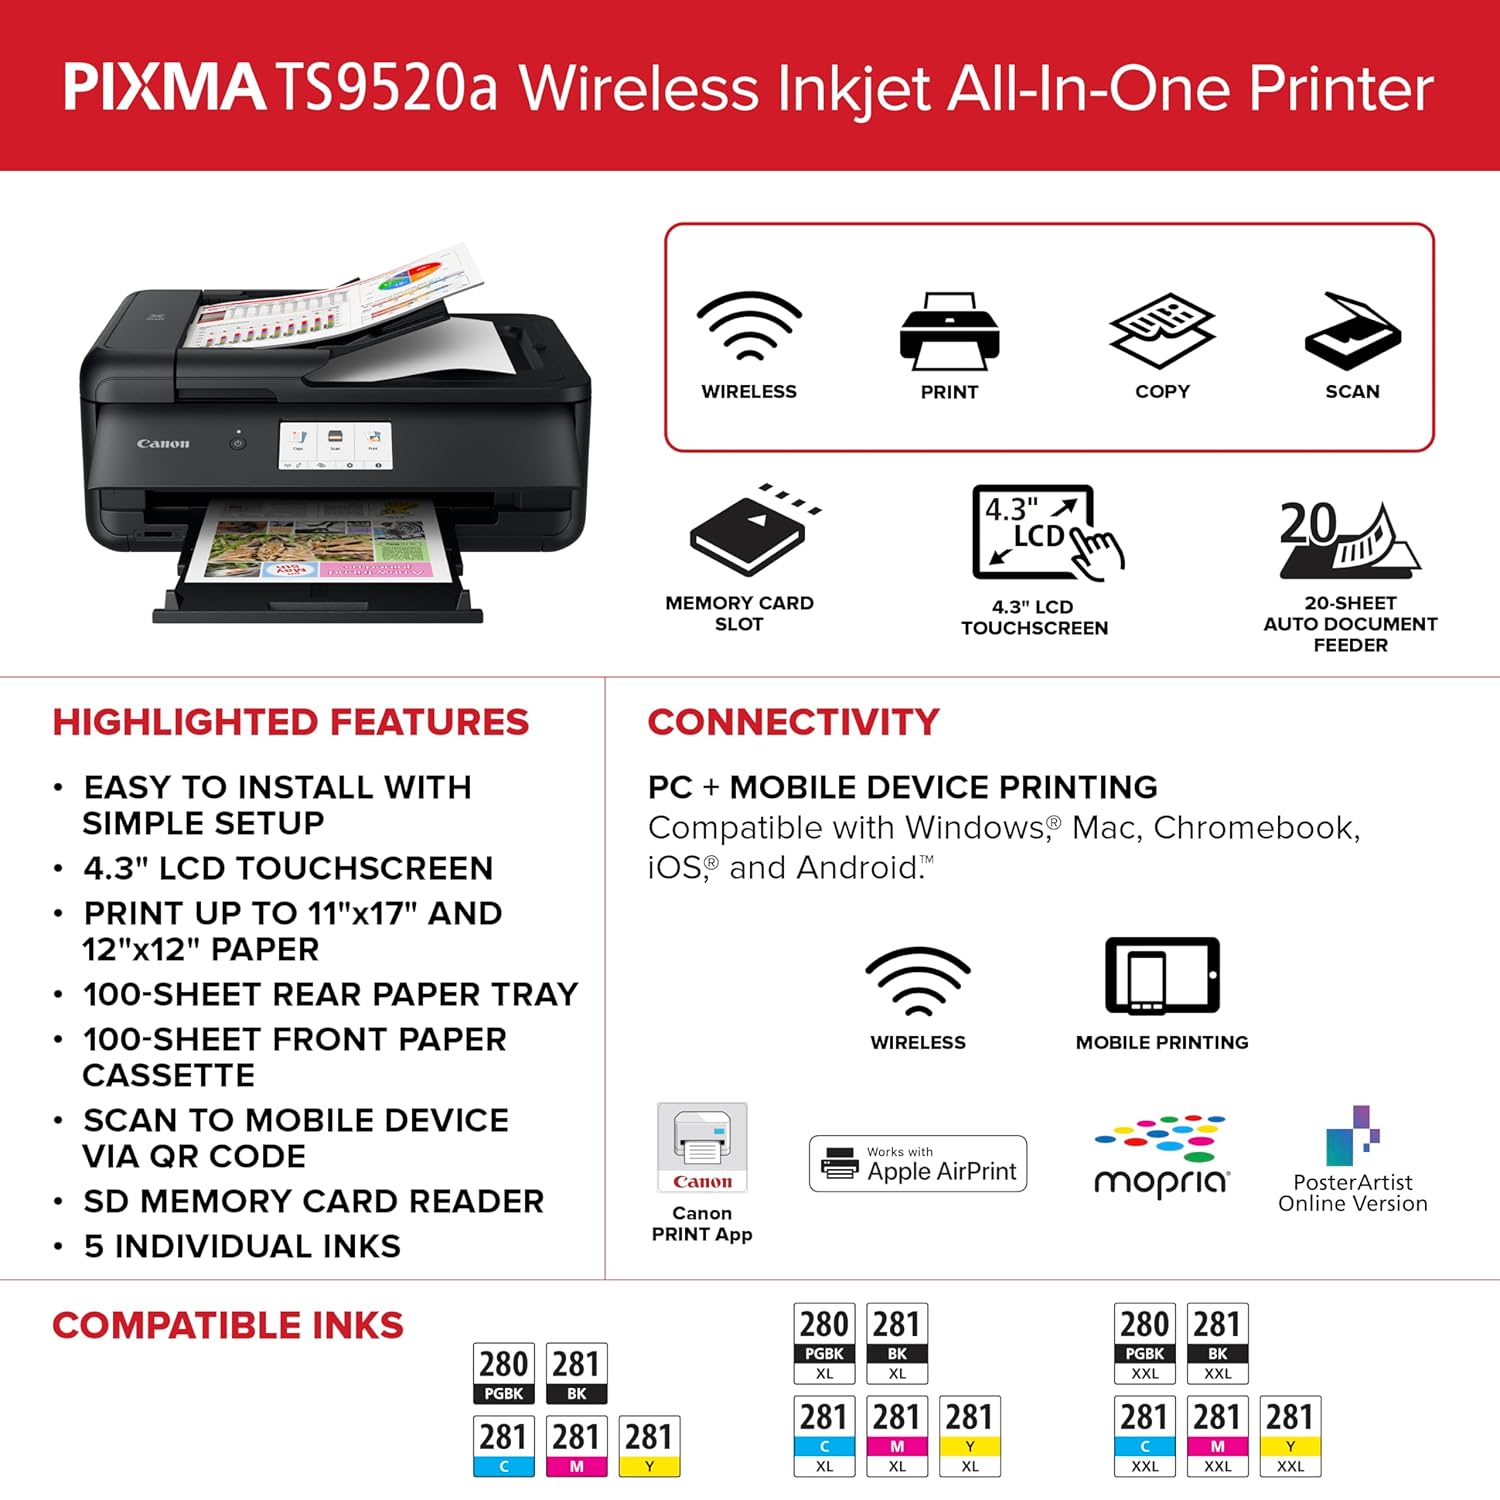 PIXMA TS9520a Wireless Inkjet All-In-One Printer
Canon
Copy
Scan
Print
WIRELESS
PRINT
COPY
SCAN
4.3"
LCD
20
MEMORY CARD
SLOT
4.3" LCD
TOUCHSCREEN
20-SHEET
AUTO DOCUMENT
FEEDER
HIGHLIGHTED FEATURES
• EASY TO INSTALL WITH
SIMPLE SETUP
• 4.3" LCD TOUCHSCREEN
• PRINT UP TO 11"x17" AND
12"x12" PAPER
• 100-SHEET REAR PAPER TRAY
• 100-SHEET FRONT PAPER
CASSETTE
• SCAN TO MOBILE DEVICE
VIA QR CODE
• SD MEMORY CARD READER
• 5 INDIVIDUAL INKS
CONNECTIVITY
PC + MOBILE DEVICE PRINTING
Compatible with Windows,® Mac, Chromebook,
iOS,® and Android.™
WIRELESS
MOBILE PRINTING
Canon
Canon
PRINT App
Works with
Apple AirPrint
mopria®
PosterArtist
Online Version
COMPATIBLE INKS
280 281
PGBK BK
281 281 281
C M Y
280 281
PGBK BK
XL XL
281 281 281
C M Y
XL XL XL
280 281
PGBK BK
XXL XXL
281 281 281
C M Y
XXL XXL XXL